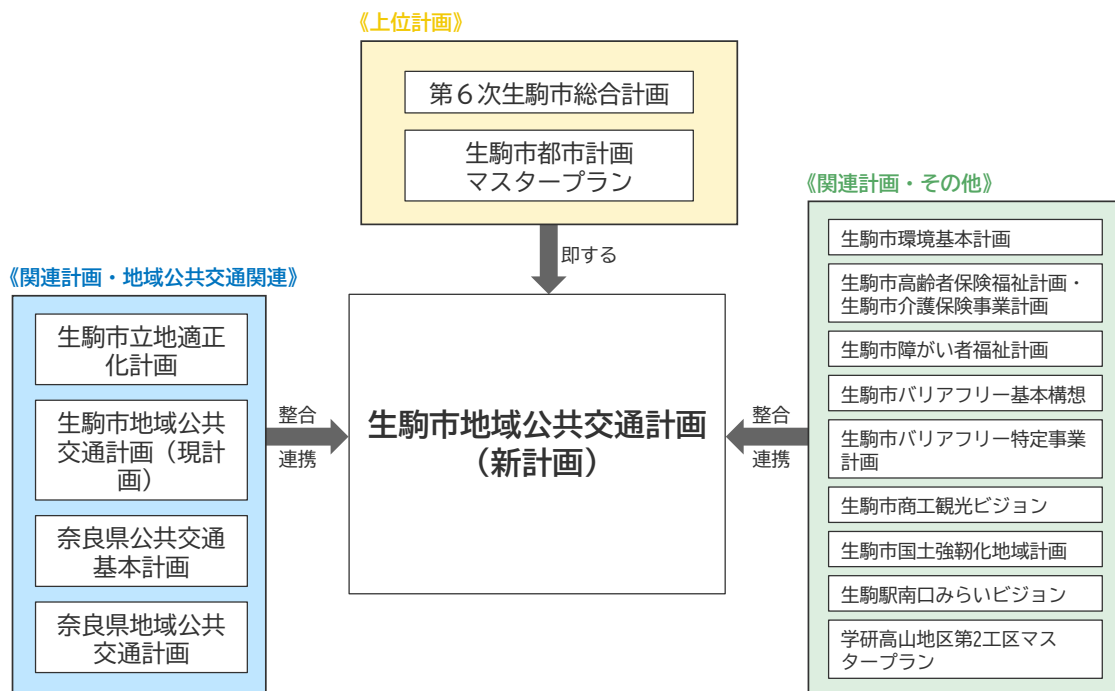 《上位計画》
第６次生駒市総合計画
生駒市都市計画
マスタープラン
即する
《関連計画・地域公共交通関連》
生駒市立地適正
化計画
生駒市地域公共
交通計画（現計
画）
奈良県公共交通
基本計画
奈良県地域公共
交通計画
整合
連携
生駒市地域公共交通計画
（新計画）
整合
連携
《関連計画・その他》
生駒市環境基本計画
生駒市高齢者保険福祉計画・
生駒市介護保険事業計画
生駒市障がい者福祉計画
生駒市バリアフリー基本構想
生駒市バリアフリー特定事業
計画
生駒市商工観光ビジョン
生駒市国土強靭化地域計画
生駒駅南口みらいビジョン
学研高山地区第2工区マス
タープラン